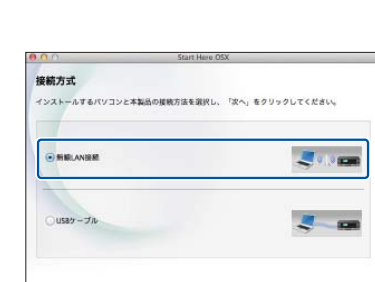 Start Here OSX
接続方式
インストールするパソコンと本製品の接続方法を選択し、「次へ」をクリックしてください。
無線LAN接続
USBケーブル